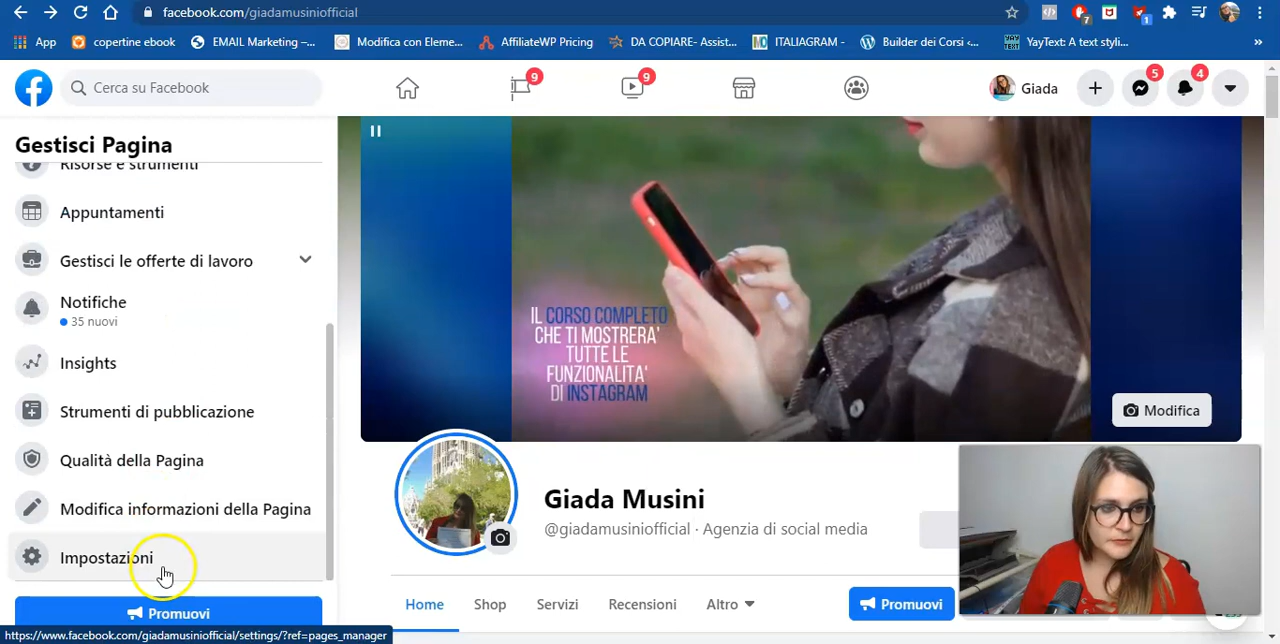 facebook.com/giadamusiniofficial
App
copertine ebook
EMAIL Marketing –...
Modifica con Eleme...
AffiliateWP Pricing
DA COPIARE- Assist...
ITALIAGRAM -
Builder dei Corsi ‹...
YayText: A text styli...
»
7
1
Cerca su Facebook
9
9
Giada
5
4
Gestisci Pagina
Risorse e strumenti
Appuntamenti
Gestisci le offerte di lavoro
Notifiche
35 nuovi
Insights
Strumenti di pubblicazione
Qualità della Pagina
Modifica informazioni della Pagina
Impostazioni
Promuovi
https://www.facebook.com/giadamusiniofficial/settings/?ref=pages_manager
IL CORSO COMPLETO
CHE TI MOSTRERA'
TUTTE LE
FUNZIONALITA'
DI INSTAGRAM
Modifica
Giada Musini
@giadamusiniofficial · Agenzia di social media
Home
Shop
Servizi
Recensioni
Altro
Promuovi